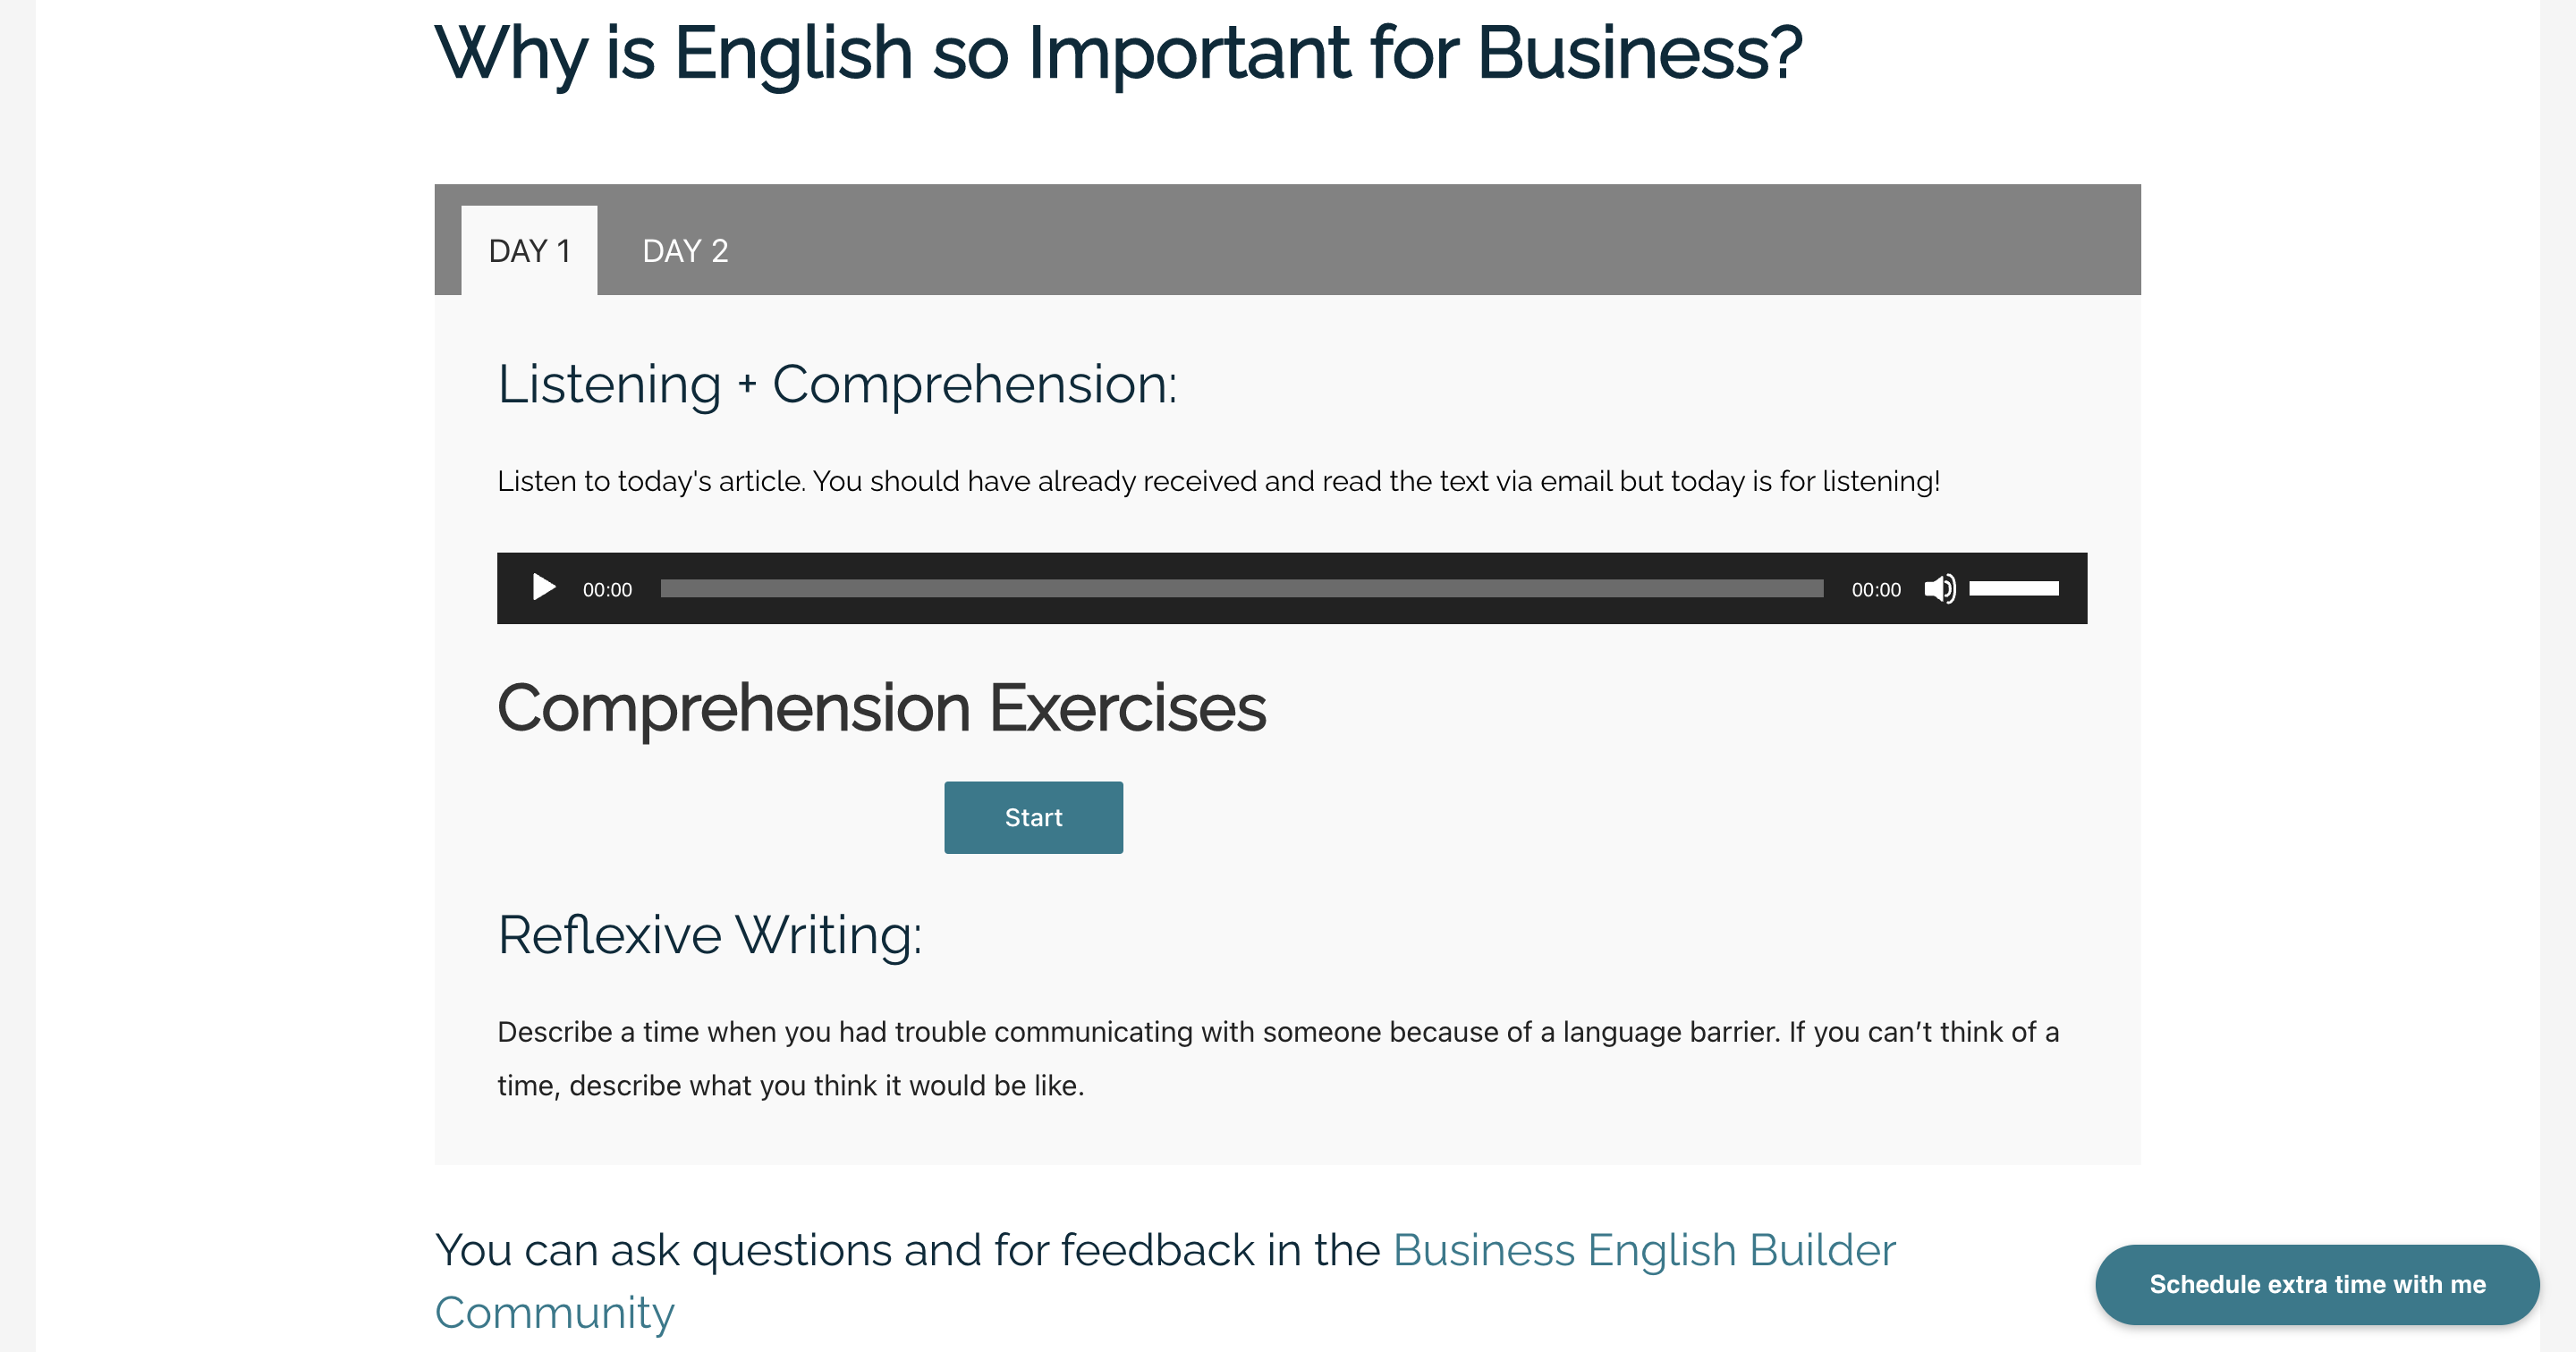 Why is English so Important for Business?
DAY 1
DAY 2
Listening + Comprehension:
Listen to today's article. You should have already received and read the text via email but today is for listening!
00:00
00:00
Comprehension Exercises
Start
Reflexive Writing:
Describe a time when you had trouble communicating with someone because of a language barrier. If you can’t think of a
time, describe what you think it would be like.
You can ask questions and for feedback in the Business English Builder
Community
Schedule extra time with me